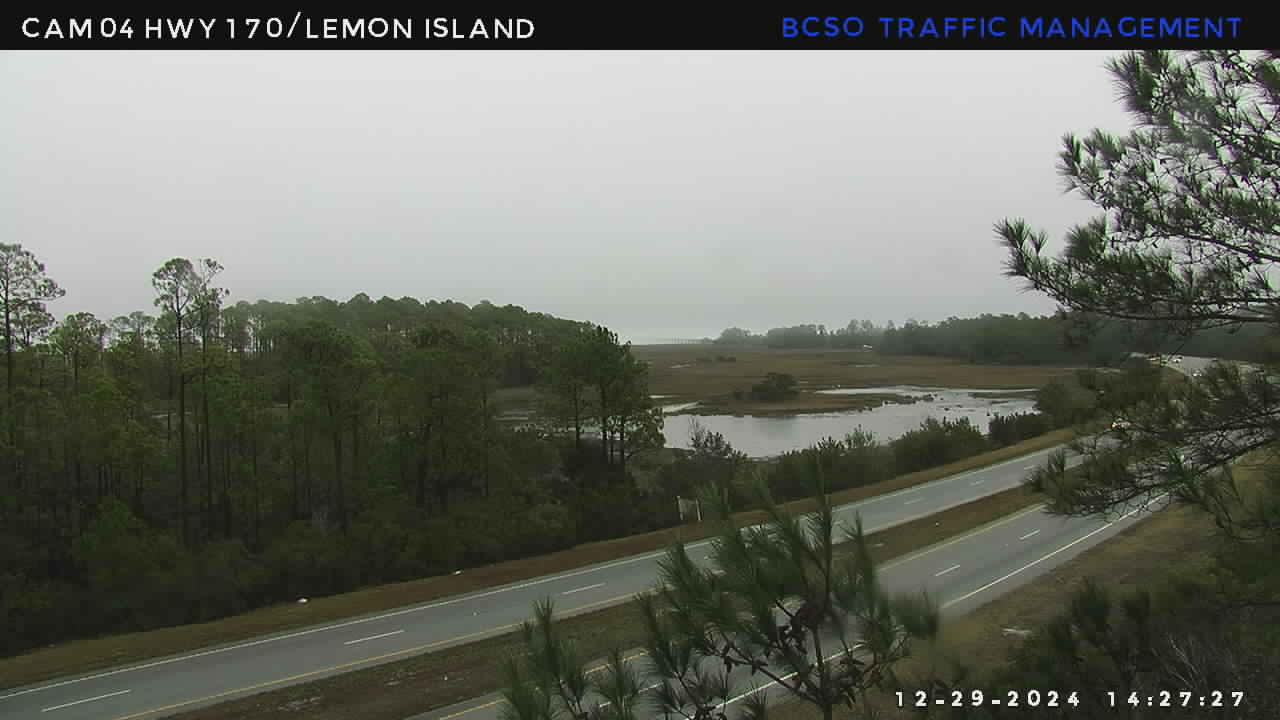 CAM04 HWY 170/LEMON ISLAND
BCSO TRAFFIC MANAGEMENT
12-29-2024 14:27:27